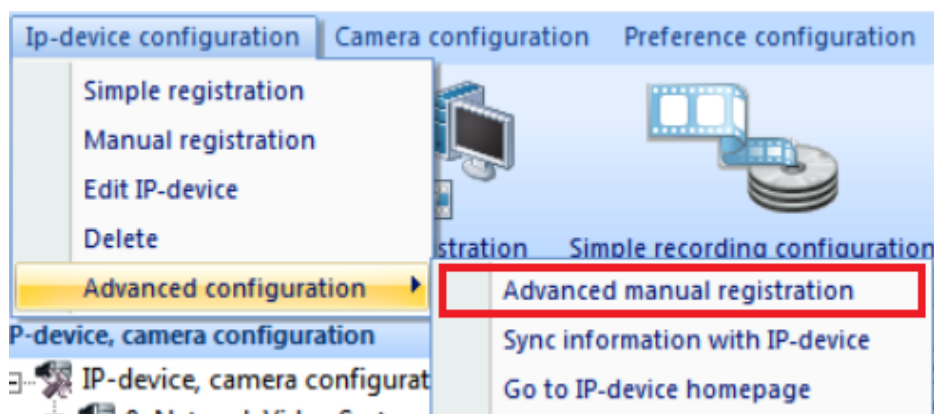 Ip-device configuration Camera configuration Preference configuration
Simple registration
Manual registration
Edit IP-device
Delete
stration Simple recording configuration
Advanced configuration
Advanced manual registration
P-device, camera configuration
Sync information with IP-device
IP-device, camera configurat
Go to IP-device homepage